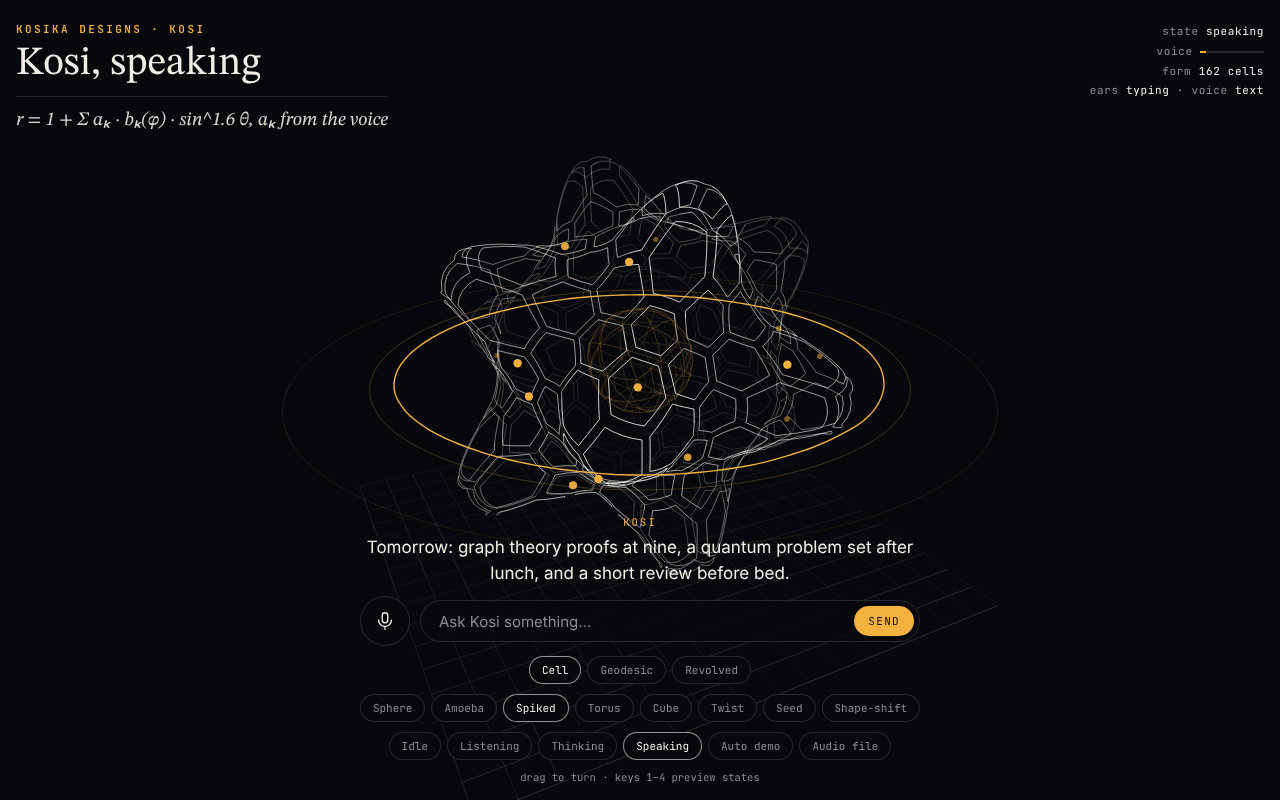 KOSIKA DESIGNS · KOSI
Kosi, speaking
r = 1 + Σ aₖ · bₖ(φ) · sin^1.6 θ, aₖ from the voice
state speaking
voice
form 162 cells
ears typing · voice text
KOSI
Tomorrow: graph theory proofs at nine, a quantum problem set after
lunch, and a short review before bed.
Ask Kosi something...
SEND
Cell Geodesic Revolved
Sphere Amoeba Spiked Torus Cube Twist Seed Shape-shift
Idle Listening Thinking Speaking Auto demo Audio file
drag to turn · keys 1–4 preview states